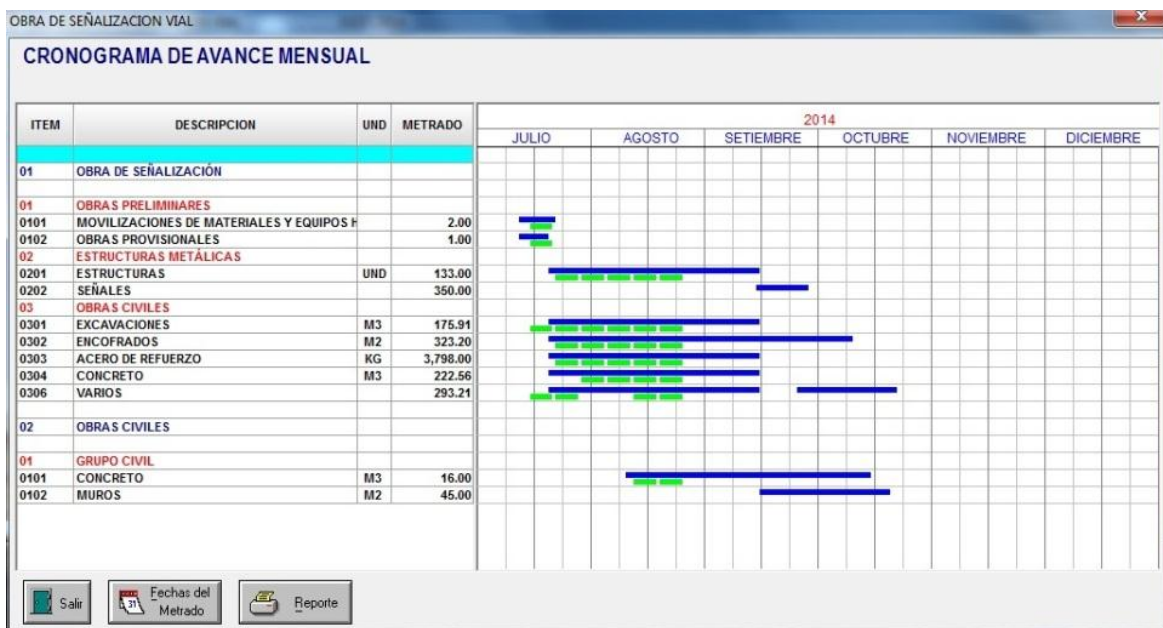 OBRA DE SEÑALIZACION VIAL
X
CRONOGRAMA DE AVANCE MENSUAL
ITEM DESCRIPCION UND METRADO 2014
JULIO AGOSTO SETIEMBRE OCTUBRE NOVIEMBRE DICIEMBRE
01 OBRA DE SEÑALIZACIÓN
01 OBRAS PRELIMINARES
0101 MOVILIZACIONES DE MATERIALES Y EQUIPOS H 2.00
0102 OBRAS PROVISIONALES 1.00
02 ESTRUCTURAS METÁLICAS
0201 ESTRUCTURAS UND 133.00
0202 SEÑALES 350.00
03 OBRAS CIVILES
0301 EXCAVACIONES M3 175.91
0302 ENCOFRADOS M2 323.20
0303 ACERO DE REFUERZO KG 3,798.00
0304 CONCRETO M3 222.56
0306 VARIOS 293.21
02 OBRAS CIVILES
01 GRUPO CIVIL
0101 CONCRETO M3 16.00
0102 MUROS M2 45.00
Salir
31
Fechas del
Metrado
Reporte